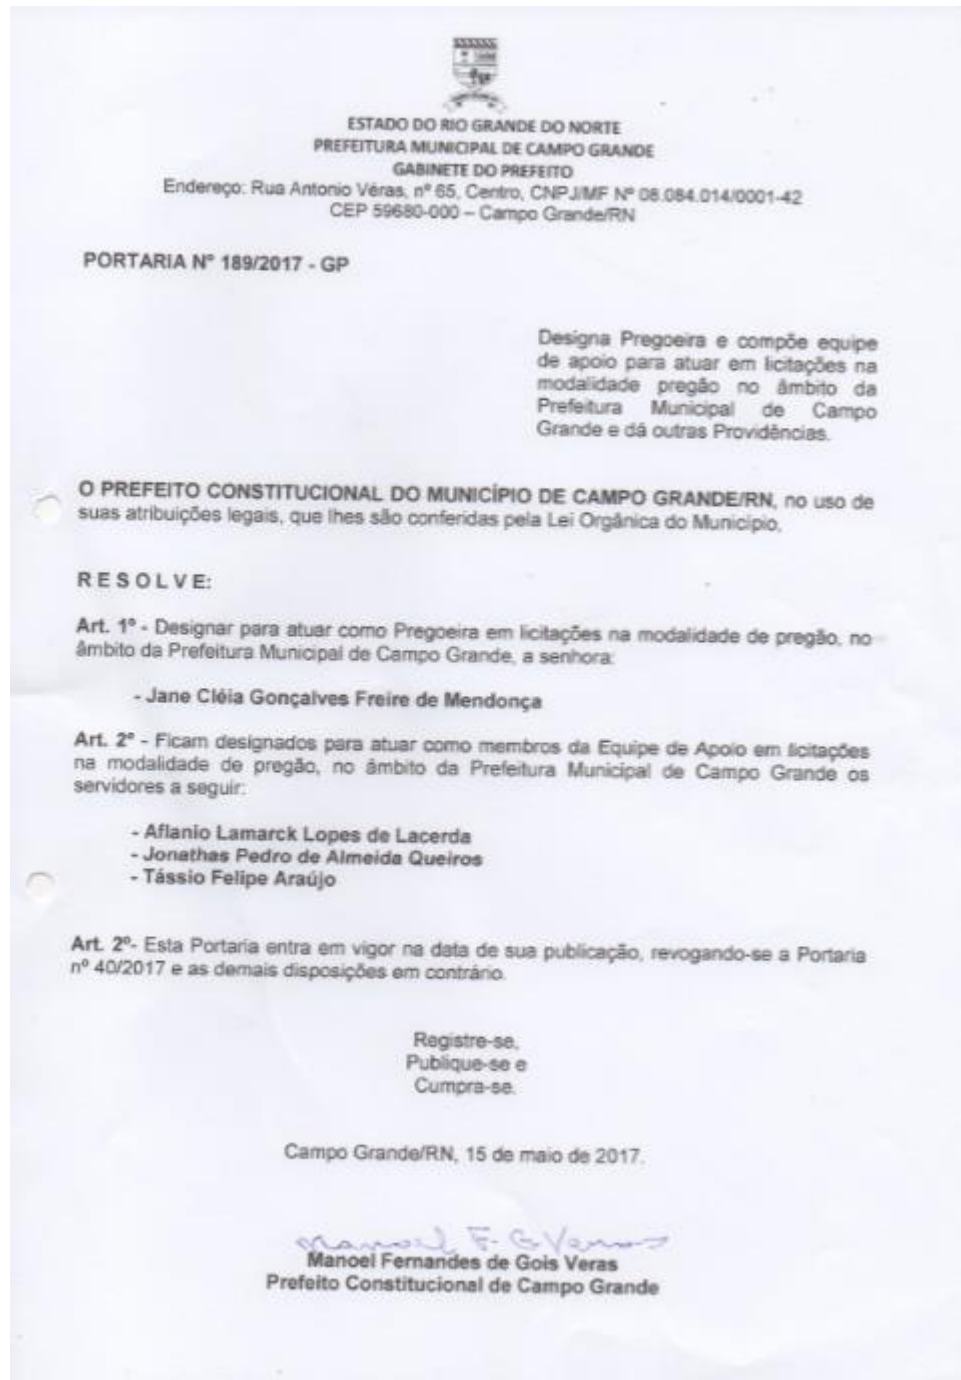 ESTADO DO RIO GRANDE DO NORTE
PREFEITURA MUNICIPAL DE CAMPO GRANDE
GABINETE DO PREFEITO
Endereço: Rua Antonio Véras, nº 65, Centro, CNPJ/MF Nº 08.084.014/0001-42
CEP 59680-000 – Campo Grande/RN
PORTARIA Nº 189/2017 - GP
Designa Pregoeira e compõe equipe
de apoio para atuar em licitações na
modalidade pregão no âmbito da
Prefeitura Municipal de Campo
Grande e dá outras Providências.
O PREFEITO CONSTITUCIONAL DO MUNICÍPIO DE CAMPO GRANDE/RN, no uso de
suas atribuições legais, que lhes são conferidas pela Lei Orgânica do Município,
R E S O L V E:
Art. 1º - Designar para atuar como Pregoeira em licitações na modalidade de pregão, no
âmbito da Prefeitura Municipal de Campo Grande, a senhora:
- Jane Cléia Gonçalves Freire de Mendonça
Art. 2º - Ficam designados para atuar como membros da Equipe de Apoio em licitações
na modalidade de pregão, no âmbito da Prefeitura Municipal de Campo Grande os
servidores a seguir:
- Aflanio Lamarck Lopes de Lacerda
- Jonathas Pedro de Almeida Queiros
- Tássio Felipe Araújo
Art. 2º- Esta Portaria entra em vigor na data de sua publicação, revogando-se a Portaria
nº 40/2017 e as demais disposições em contrário.
Registre-se,
Publique-se e
Cumpra-se.
Campo Grande/RN, 15 de maio de 2017.
Manoel F. G Veras
Manoel Fernandes de Gois Veras
Prefeito Constitucional de Campo Grande